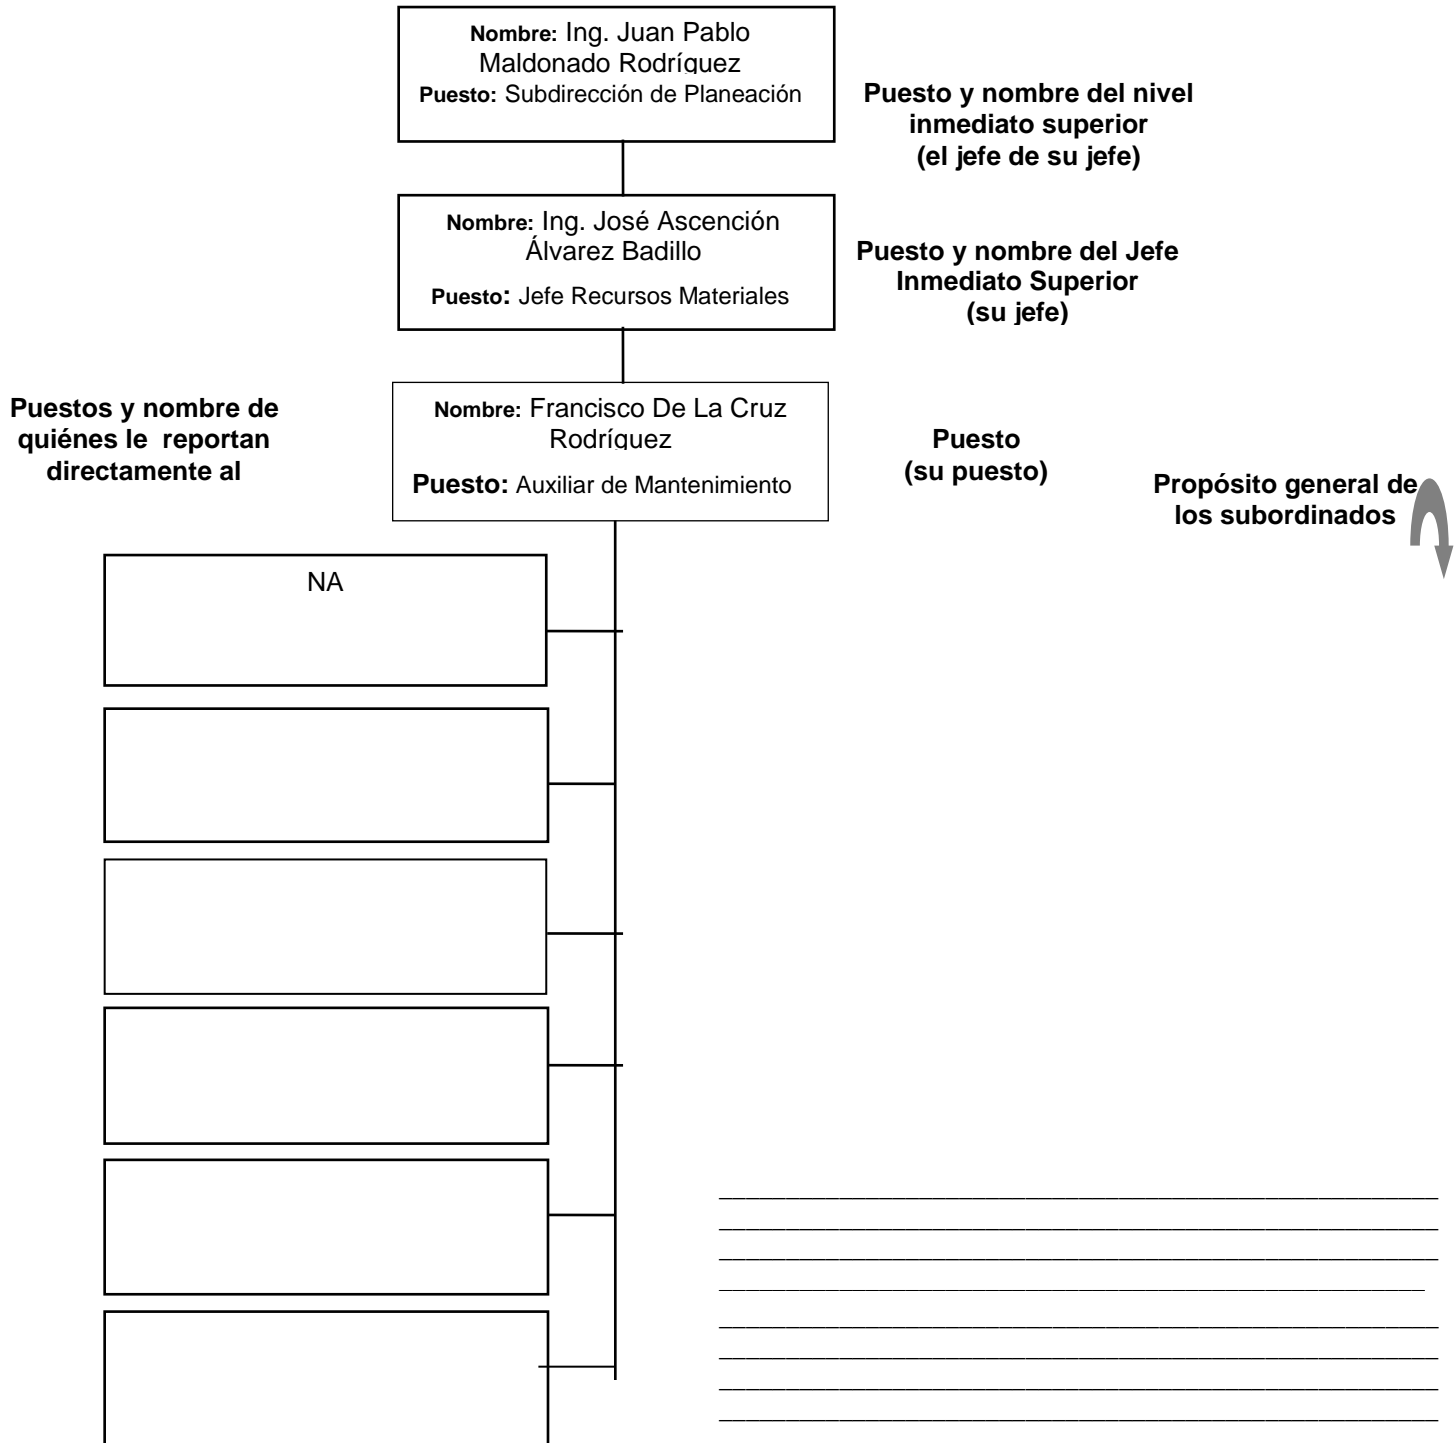 Nombre: Ing. Juan Pablo
Maldonado Rodríguez
Puesto: Subdirección de Planeación
Puesto y nombre del nivel
inmediato superior
(el jefe de su jefe)
Nombre: Ing. José Ascención
Álvarez Badillo
Puesto: Jefe Recursos Materiales
Puesto y nombre del Jefe
Inmediato Superior
(su jefe)
Puestos y nombre de
quiénes le reportan
directamente al
Nombre: Francisco De La Cruz
Rodríguez
Puesto: Auxiliar de Mantenimiento
Puesto
(su puesto)
Propósito general de
los subordinados
NA